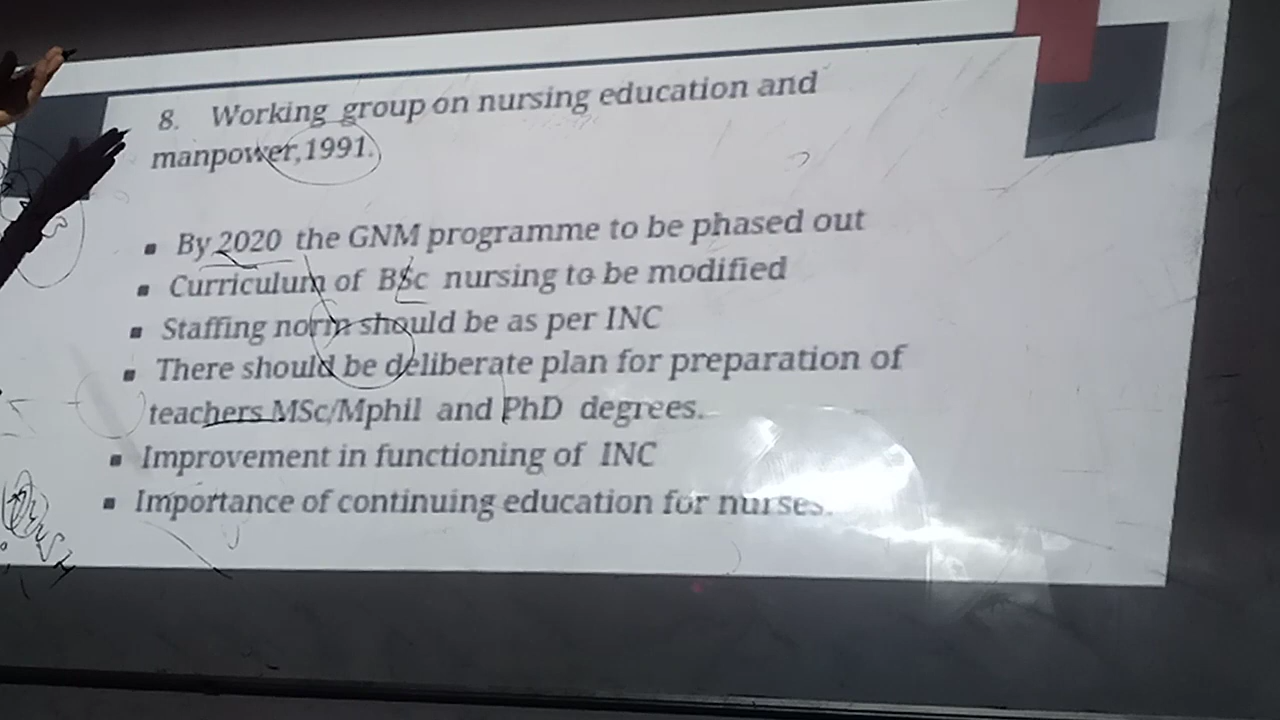 8. Working group on nursing education and
manpower,1991.
▪ By 2020 the GNM programme to be phased out
▪ Curriculum of BSc nursing to be modified
▪ Staffing norm should be as per INC
▪ There should be deliberate plan for preparation of
teachers MSc/Mphil and PhD degrees.
▪ Improvement in functioning of INC
▪ Importance of continuing education for nurses.